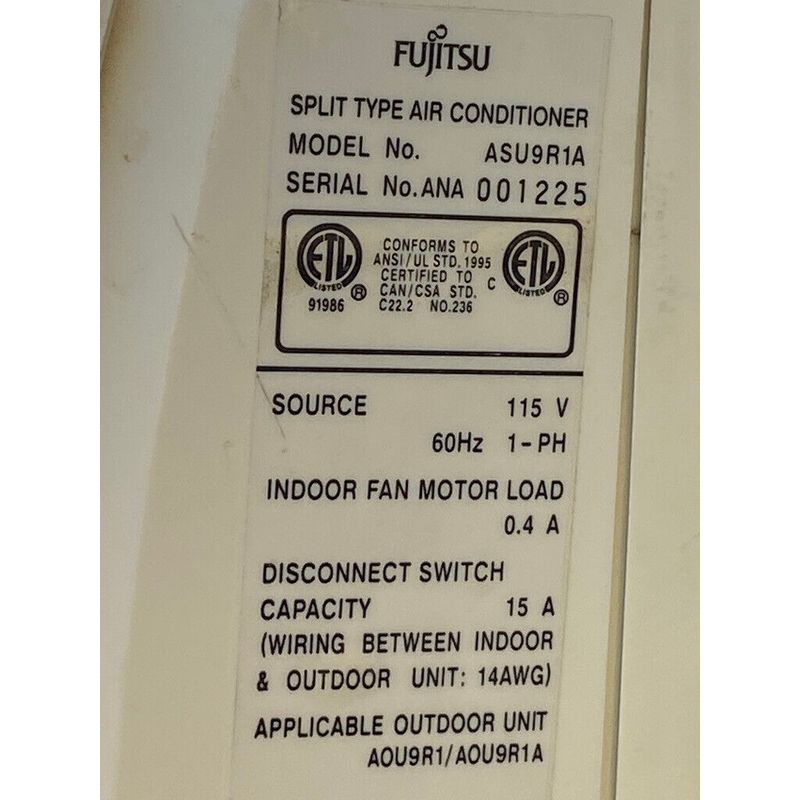 FUJITSU
SPLIT TYPE AIR CONDITIONER
MODEL No. ASU9R1A
SERIAL No. ANA 001225
ETL
LISTED
®
91986
CONFORMS TO
ANSI/UL STD. 1995
CERTIFIED TO
CAN/CSA STD.
C22.2 NO.236
C
ETL
LISTED
®
SOURCE 115 V
60Hz 1-PH
INDOOR FAN MOTOR LOAD
0.4 A
DISCONNECT SWITCH
CAPACITY 15 A
(WIRING BETWEEN INDOOR
& OUTDOOR UNIT: 14AWG)
APPLICABLE OUTDOOR UNIT
AOU9R1/AOU9R1A